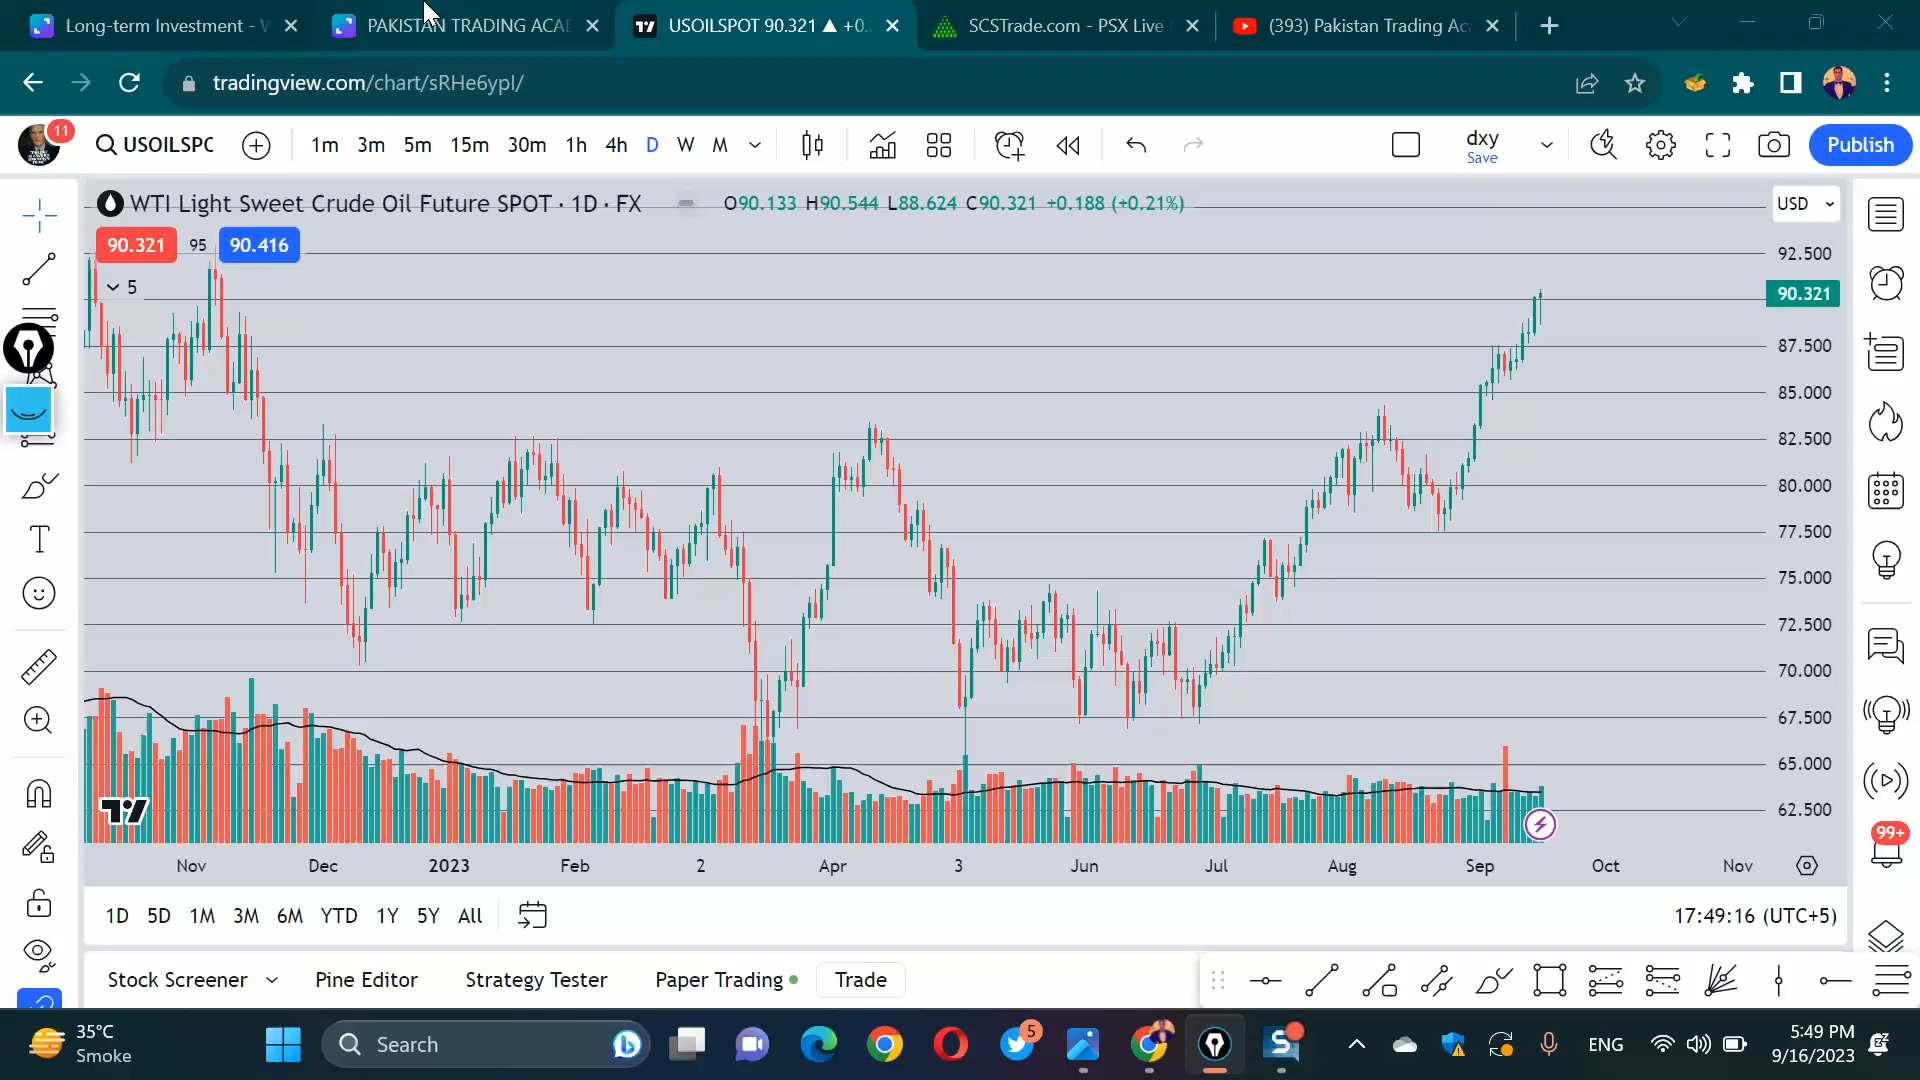 Long-term Investment - W
PAKISTAN TRADING ACAD
USOILSPOT 90.321 ▲ +0.
SCSTrade.com - PSX Live
(393) Pakistan Trading Ac
tradingview.com/chart/sRHe6ypI/
11
USOILSPC
1m 3m 5m 15m 30m 1h 4h D W M
dxy
Save
Publish
WTI Light Sweet Crude Oil Future SPOT · 1D · FX
O90.133 H90.544 L88.624 C90.321 +0.188 (+0.21%)
USD
90.321 95 90.416
5
92.500
90.321
87.500
85.000
82.500
80.000
77.500
75.000
72.500
70.000
67.500
65.000
62.500
Nov Dec 2023 Feb 2 Apr 3 Jun Jul Aug Sep Oct Nov
99+
1D 5D 1M 3M 6M YTD 1Y 5Y All
17:49:16 (UTC+5)
Stock Screener Pine Editor Strategy Tester Paper Trading Trade
35°C
Smoke
Search
5
ENG
5:49 PM
9/16/2023